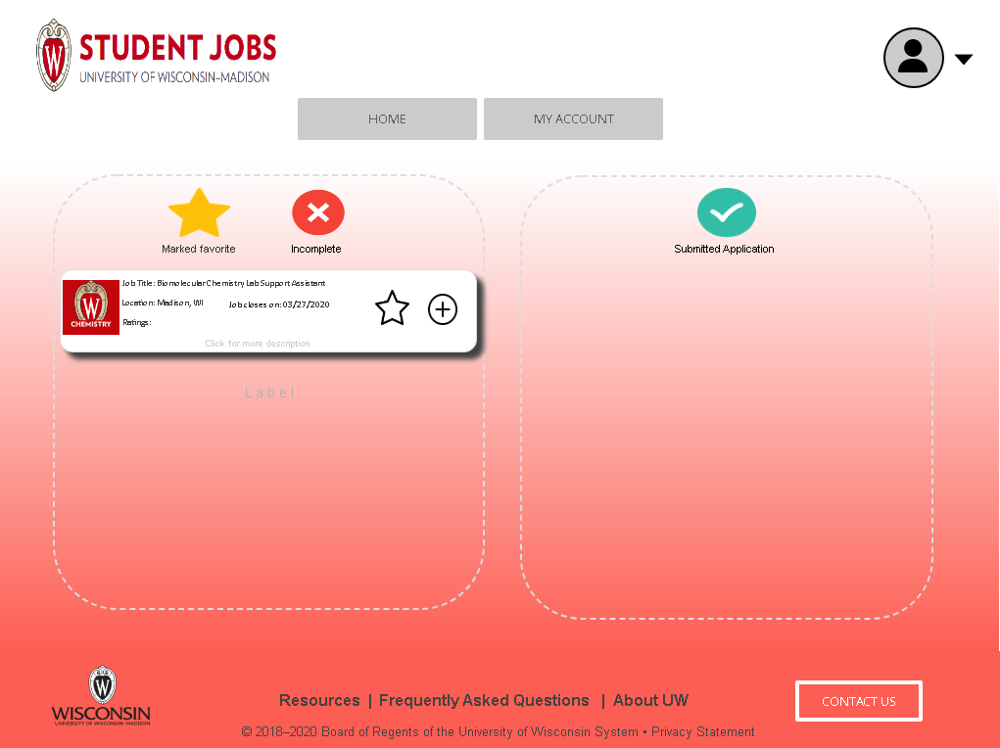 STUDENT JOBS
UNIVERSITY OF WISCONSIN–MADISON
HOME
MY ACCOUNT
Marked favorite
Incomplete
Submitted Application
Job Title: Biomolecular Chemistry Lab Support Assistant
Location: Madison, WI
Job closes on: 03/27/2020
Ratings:
W
CHEMISTRY
Click for more description
Label
WISCONSIN
UNIVERSITY OF WISCONSIN–MADISON
Resources | Frequently Asked Questions | About UW
CONTACT US
© 2018–2020 Board of Regents of the University of Wisconsin System • Privacy Statement